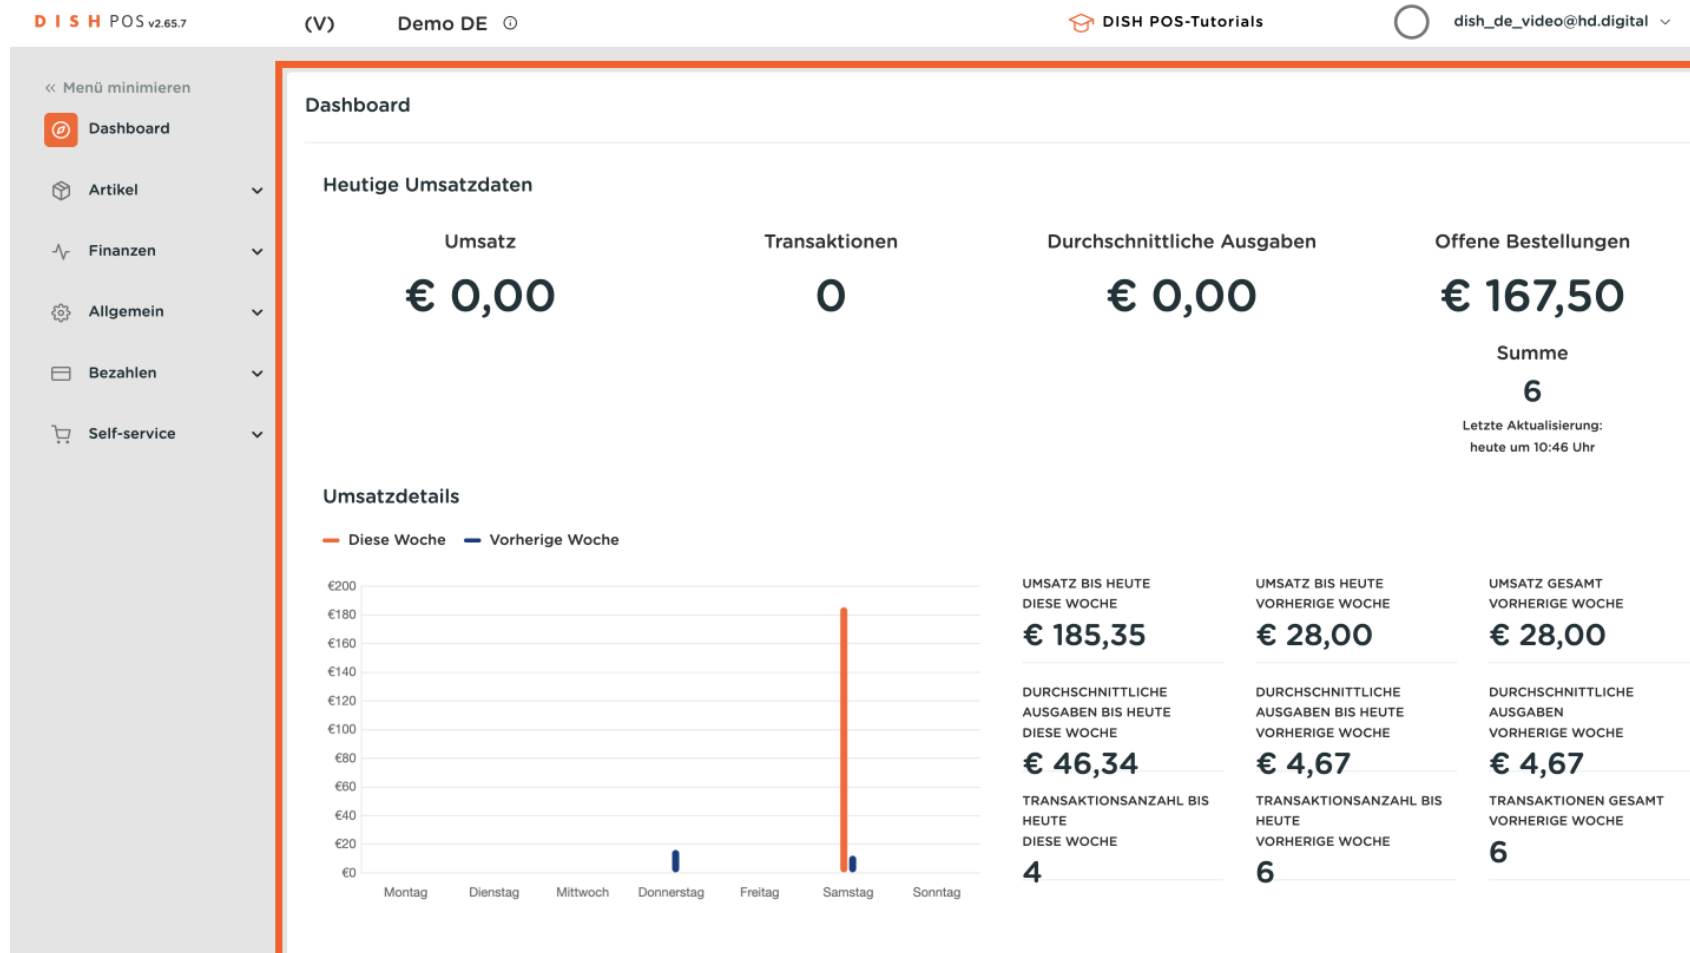 DISH POS v2.65.7
(V) Demo DE
DISH POS-Tutorials
dish_de_video@hd.digital
Menü minimieren
Dashboard
Artikel
Finanzen
Allgemein
Bezahlen
Self-service
Dashboard
Heutige Umsatzdaten
Umsatz
€ 0,00
Transaktionen
0
Durchschnittliche Ausgaben
€ 0,00
Offene Bestellungen
€ 167,50
Summe
6
Letzte Aktualisierung:
heute um 10:46 Uhr
Umsatzdetails
Diese Woche Vorherige Woche
€200
€180
€160
€140
€120
€100
€80
€60
€40
€20
€0
Montag Dienstag Mittwoch Donnerstag Freitag Samstag Sonntag
UMSATZ BIS HEUTE
DIESE WOCHE
€ 185,35
UMSATZ BIS HEUTE
VORHERIGE WOCHE
€ 28,00
UMSATZ GESAMT
VORHERIGE WOCHE
€ 28,00
DURCHSCHNITTLICHE
AUSGABEN BIS HEUTE
DIESE WOCHE
€ 46,34
DURCHSCHNITTLICHE
AUSGABEN BIS HEUTE
VORHERIGE WOCHE
€ 4,67
DURCHSCHNITTLICHE
AUSGABEN
VORHERIGE WOCHE
€ 4,67
TRANSAKTIONSANZAHL BIS
HEUTE
DIESE WOCHE
4
TRANSAKTIONSANZAHL BIS
HEUTE
VORHERIGE WOCHE
6
TRANSAKTIONEN GESAMT
VORHERIGE WOCHE
6